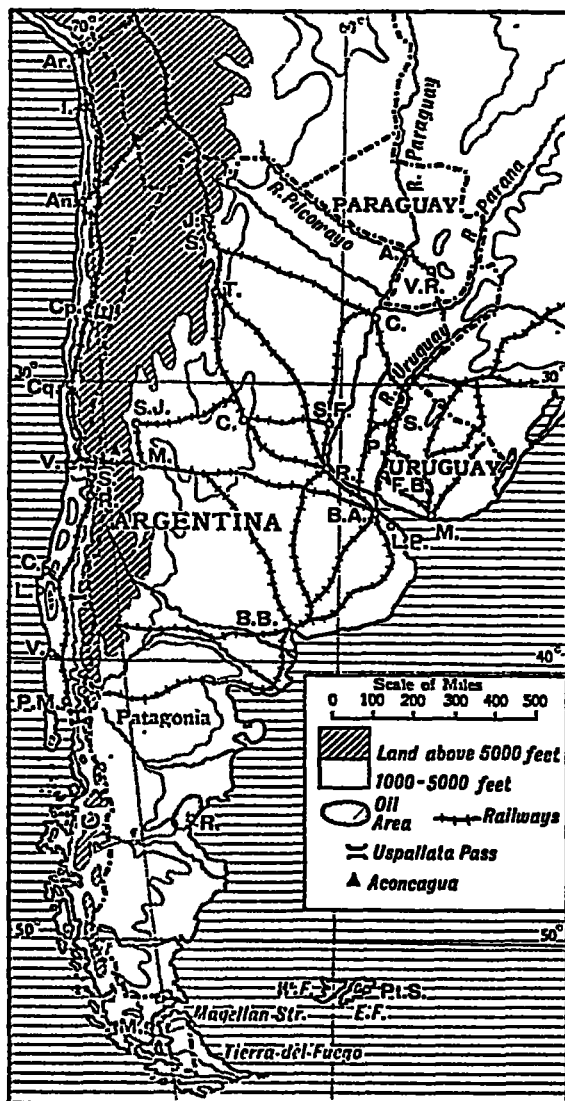 70°
60°
Ar.
I.
An.
R. Paraguay
R. Parana
R. Pilcomayo
PARAGUAY
J.
S.
A.
V.R.
T.
Cp.
C.
R. Uruguay
30°
30°
Cq.
S.J.
C.
S.F.
S.
P.
V.
M.
R.
URUGUAY
F.B.
S.
ARGENTINA
B.A.
M.
L.P.
C.
L.
B.B.
V.
40°
P.M.
Patagonia
Scale of Miles
0 100 200 300 400 500
Land above 5000 feet
1000-5000 feet
Oil
Area
Railways
Uspallata Pass
Aconcagua
R.
50°
50°
W.F.
P.t.S.
E.F.
Magellan Str.
M.
Tierra-del-Fuego